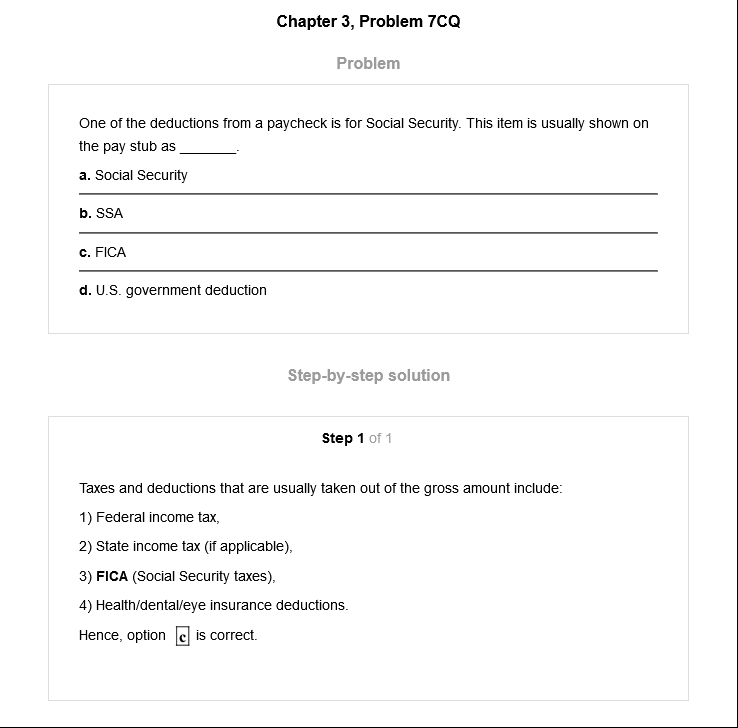 Chapter 3, Problem 7CQ
Problem
One of the deductions from a paycheck is for Social Security. This item is usually shown on
the pay stub as _______.
a. Social Security
b. SSA
c. FICA
d. U.S. government deduction
Step-by-step solution
Step 1 of 1
Taxes and deductions that are usually taken out of the gross amount include:
1) Federal income tax,
2) State income tax (if applicable),
3) FICA (Social Security taxes),
4) Health/dental/eye insurance deductions.
Hence, option c is correct.